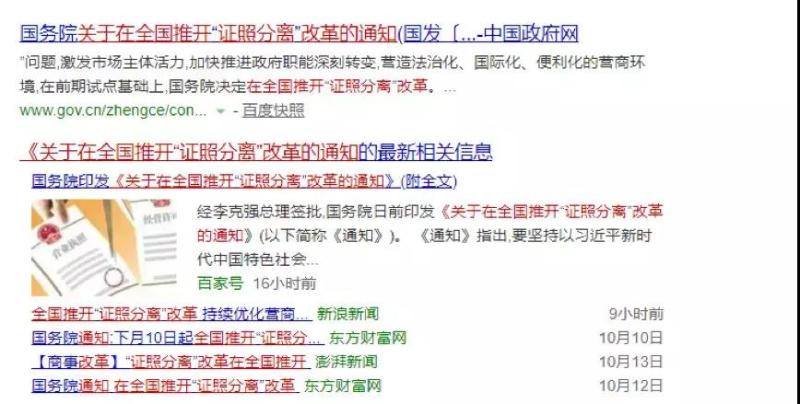 国务院关于在全国推开“证照分离”改革的通知(国发〔...-中国政府网
”问题,激发市场主体活力,加快推进政府职能深刻转变,营造法治化、国际化、便利化的营商环
境,在前期试点基础上,国务院决定在全国推开“证照分离”改革。...
www.gov.cn/zhengce/con... - 百度快照
《关于在全国推开“证照分离”改革的通知的最新相关信息
国务院印发《关于在全国推开“证照分离”改革的通知》(附全文)
营业执照
经营许
经李克强总理签批,国务院日前印发《关于在全国推开“证照分离”改革
的通知》(以下简称《通知》)。 《通知》指出,要坚持以习近平新时
代中国特色社会...
百家号 16小时前
全国推开“证照分离”改革 持续优化营商... 新浪新闻 9小时前
国务院通知:下月10日起全国推开“证照分... 东方财富网 10月10日
【商事改革】“证照分离”改革在全国推开 澎湃新闻 10月13日
国务院通知 在全国推开“证照分离”改革 东方财富网 10月12日